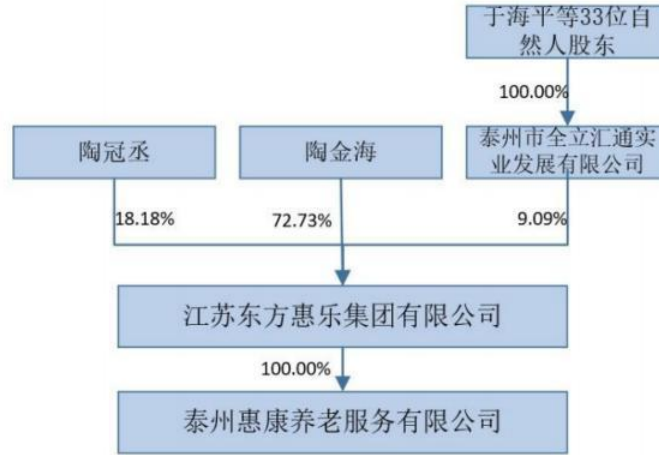 于海平等33位自
然人股东
100.00%
陶冠丞
陶金海
泰州市全立汇通实
业发展有限公司
18.18%
72.73%
9.09%
江苏东方惠乐集团有限公司
100.00%
泰州惠康养老服务有限公司